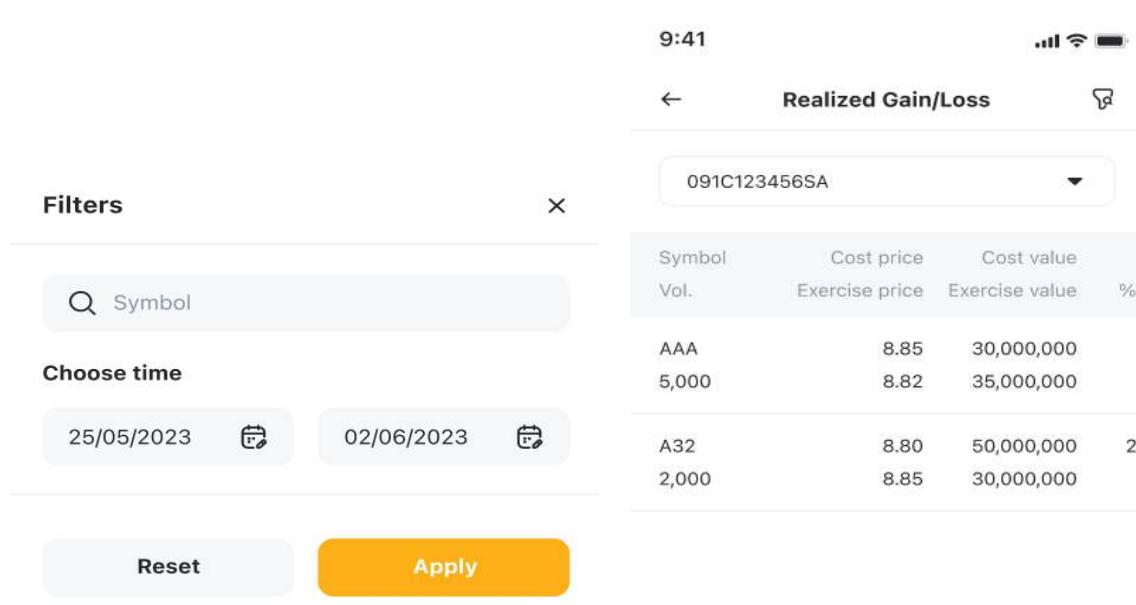 Filters
Symbol
Choose time
25/05/2023 02/06/2023
Reset Apply
9:41
Realized Gain/Loss
091C123456SA
Symbol Cost price Cost value
Vol. Exercise price Exercise value %
AAA 8.85 30,000,000
5,000 8.82 35,000,000
A32 8.80 50,000,000 2
2,000 8.85 30,000,000